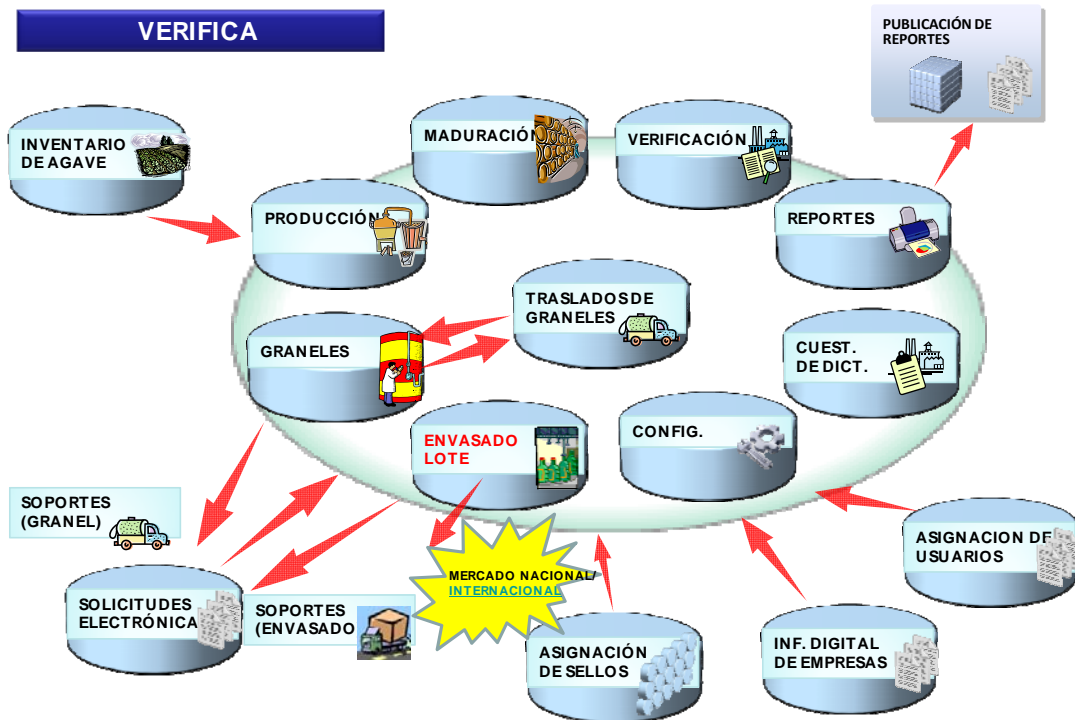 VERIFICA
PUBLICACIÓN DE
REPORTES
INVENTARIO
DE AGAVE
MADURACIÓN
VERIFICACIÓN
PRODUCCIÓN
REPORTES
TRASLADOS DE
GRANELES
GRANELES
CUEST.
DE DICT.
ENVASADO
LOTE
CONFIG.
SOPORTES
(GRANEL)
ASIGNACION DE
USUARIOS
MERCADO NACIONAL/
INTERNACIONAL
SOLICITUDES
ELECTRÓNICA
SOPORTES
(ENVASADO
ASIGNACIÓN
DE SELLOS
INF. DIGITAL
DE EMPRESAS